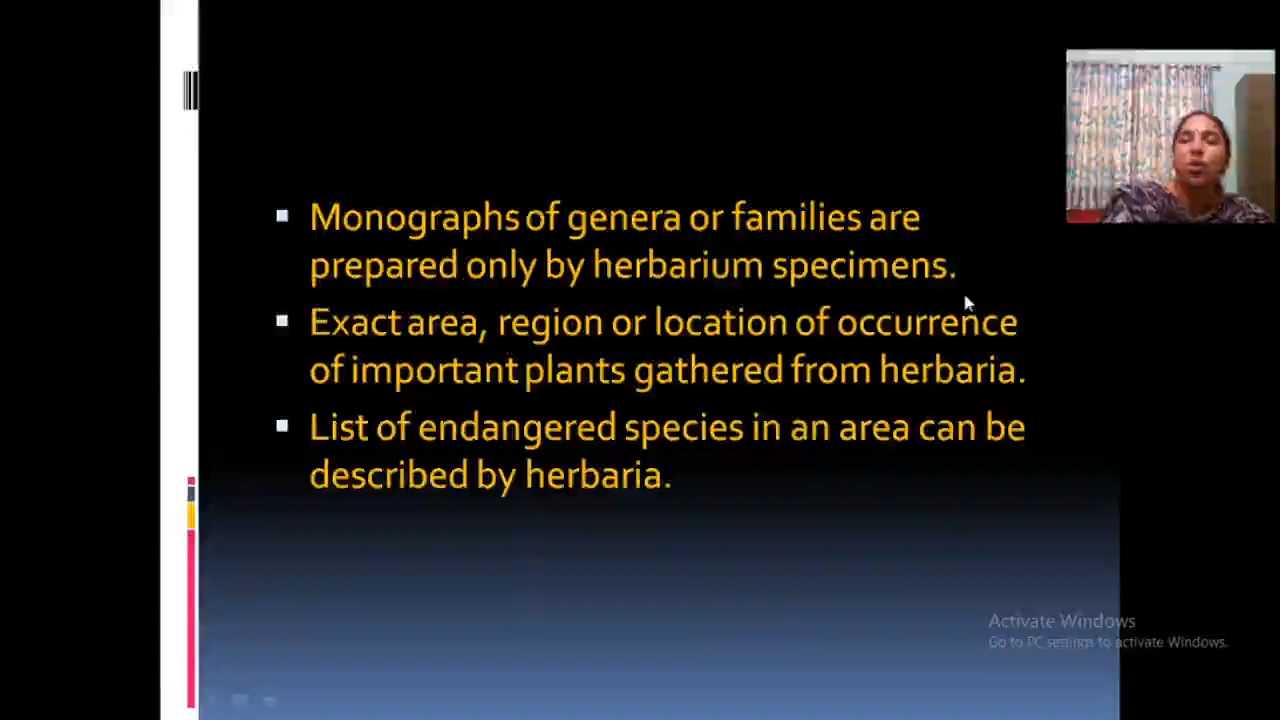 Monographs of genera or families are
prepared only by herbarium specimens.
Exact area, region or location of occurrence
of important plants gathered from herbaria.
List of endangered species in an area can be
described by herbaria.
Activate Windows
Go to PC settings to activate Windows.